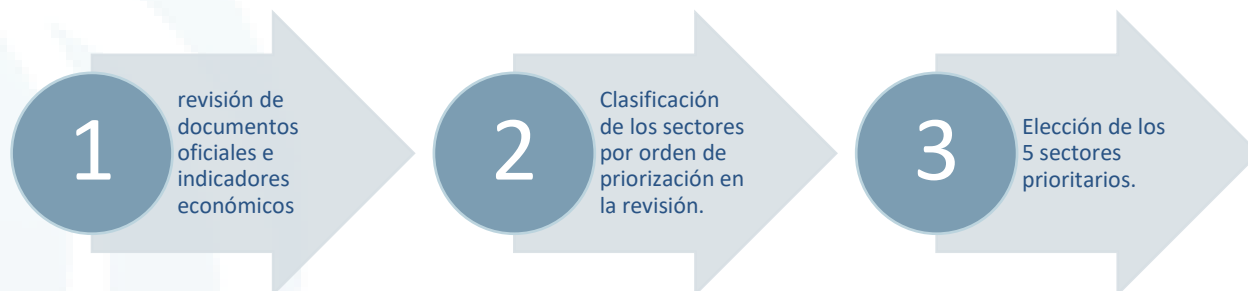 1
revisión de
documentos
oficiales e
indicadores
económicos
2
Clasificación
de los sectores
por orden de
priorización en
la revisión.
3
Elección de los
5 sectores
prioritarios.